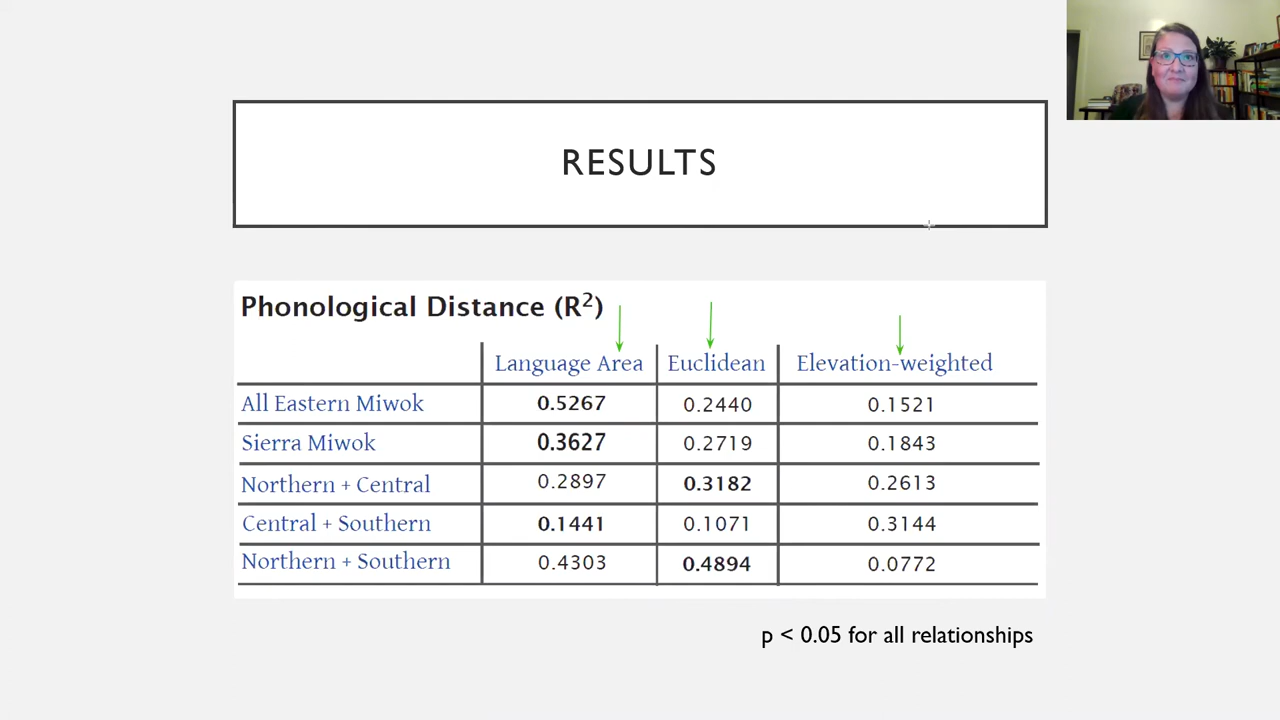 RESULTS
Phonological Distance (R²)
Language Area Euclidean Elevation-weighted
All Eastern Miwok 0.5267 0.2440 0.1521
Sierra Miwok 0.3627 0.2719 0.1843
Northern + Central 0.2897 0.3182 0.2613
Central + Southern 0.1441 0.1071 0.3144
Northern + Southern 0.4303 0.4894 0.0772
p < 0.05 for all relationships